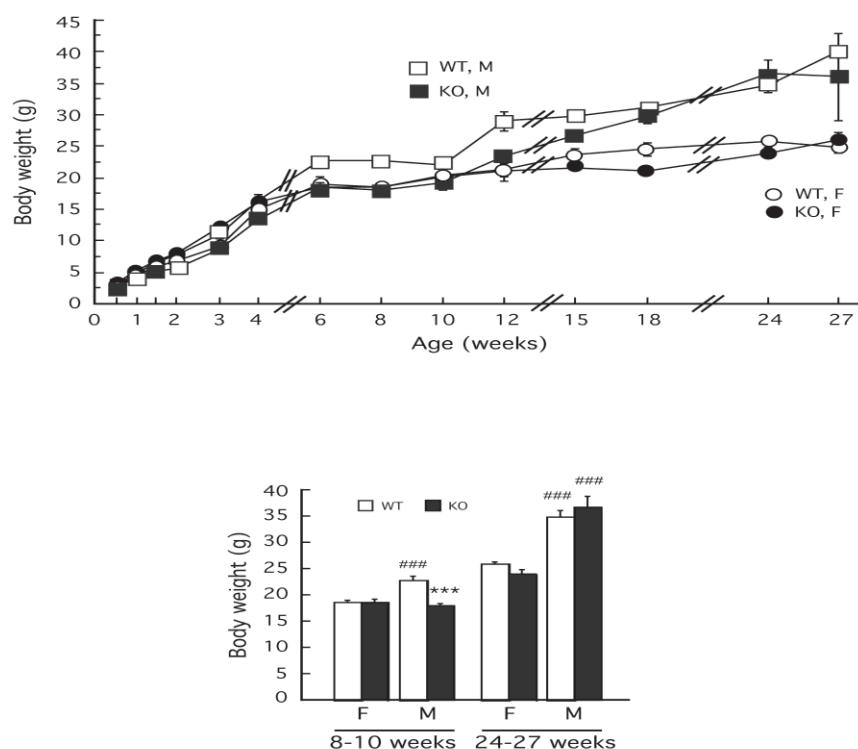 45
40
35
30
25
20
15
10
5
0
Body weight (g)
WT, M
KO, M
WT, F
KO, F
0 1 2 3 4 6 8 10 12 15 18 24 27
Age (weeks)
40
35
30
25
20
15
10
5
0
Body weight (g)
WT KO
###
***
###
###
F M F M
8-10 weeks 24-27 weeks